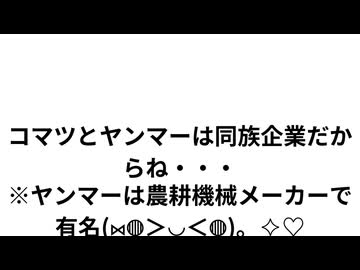 コマツとヤンマーは同族企業だか
らね・・・
※ヤンマーは農耕機械メーカーで
有名(⋈◍＞◡＜◍)。✧♡